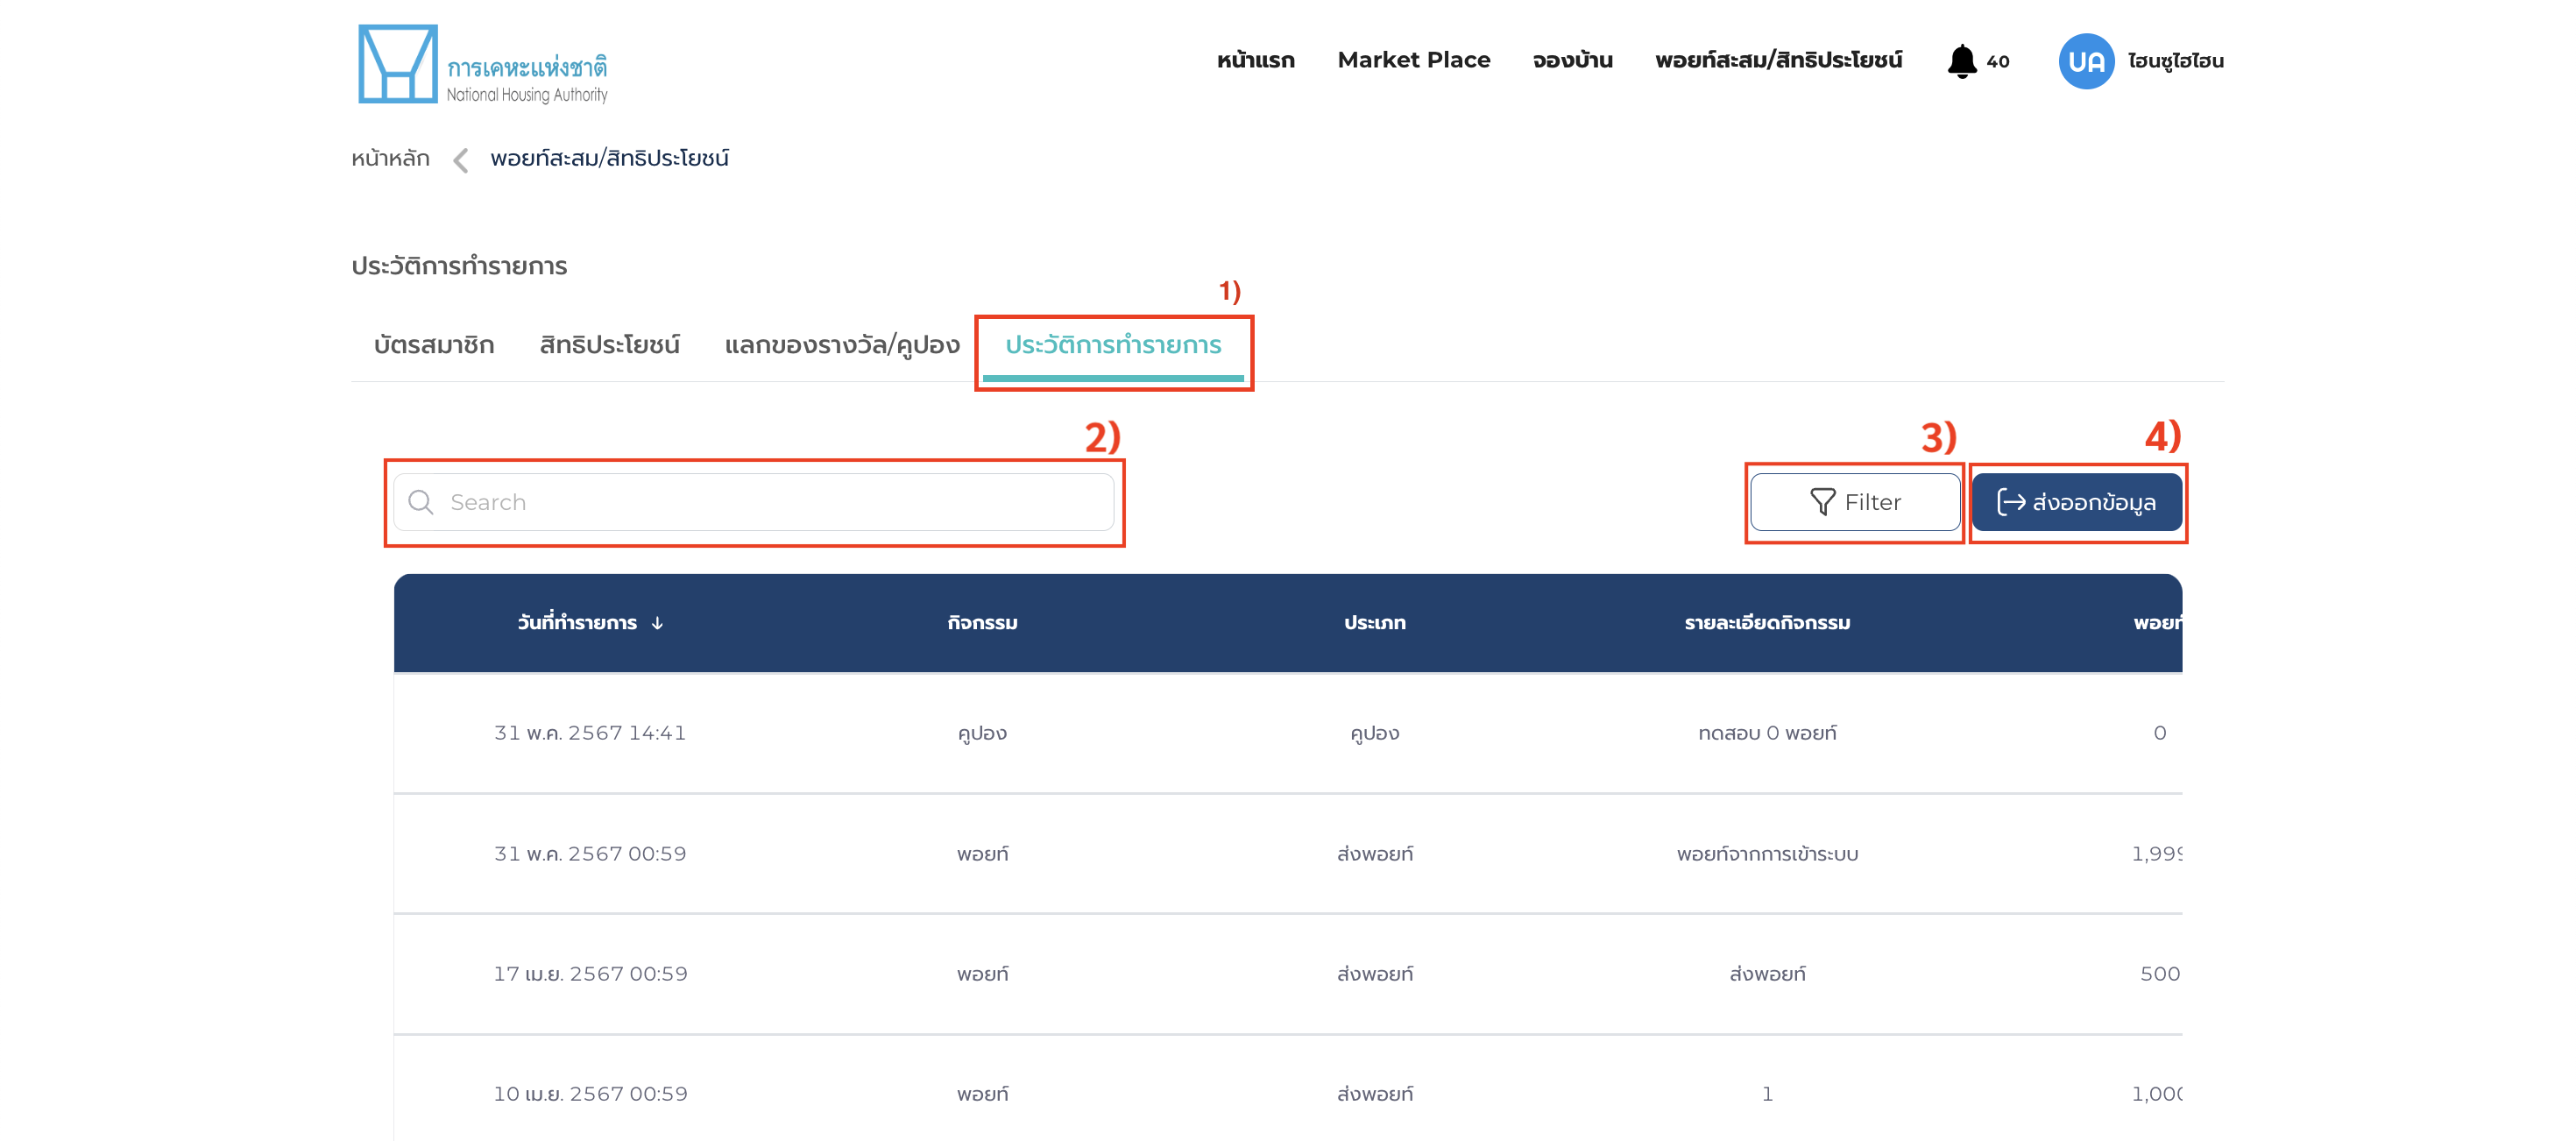 การเคหะแห่งชาติ
National Housing Authority
หน้าแรก Market Place จองบ้าน พอยท์สะสม/สิทธิประโยชน์ 40 UA ไฮนซูไฮไฮน
หน้าหลัก พอยท์สะสม/สิทธิประโยชน์
ประวัติการทำรายการ
1)
บัตรสมาชิก สิทธิประโยชน์ แลกของรางวัล/คูปอง ประวัติการทำรายการ
2) 3) 4)
Search Filter ส่งออกข้อมูล
วันที่ทำรายการ ↓ กิจกรรม ประเภท รายละเอียดกิจกรรม พอยท์
31 พ.ค. 2567 14:41 คูปอง คูปอง ทดสอบ 0 พอยท์ 0
31 พ.ค. 2567 00:59 พอยท์ ส่งพอยท์ พอยท์จากการเข้าระบบ 1,999
17 เม.ย. 2567 00:59 พอยท์ ส่งพอยท์ ส่งพอยท์ 500
10 เม.ย. 2567 00:59 พอยท์ ส่งพอยท์ 1 1,000